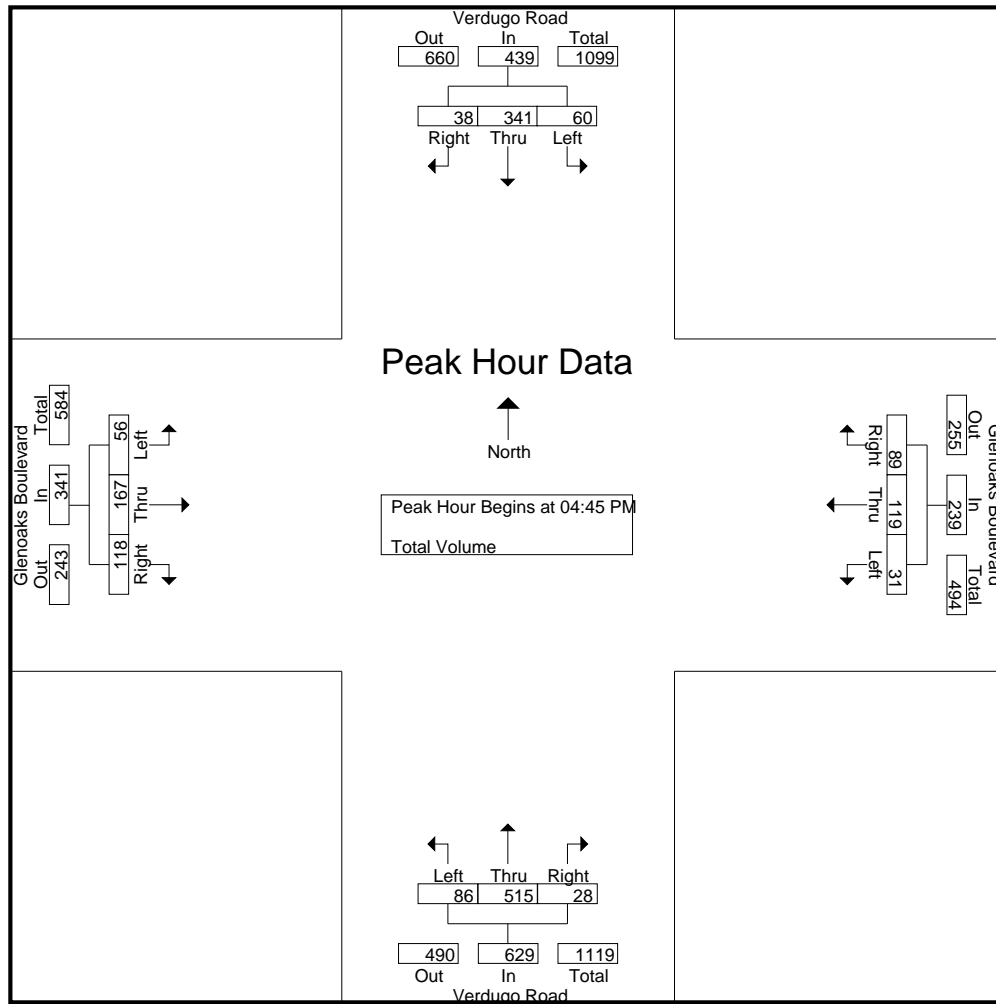 Verdugo Road
Out In Total
660 439 1099
38 341 60
Right Thru Left
Peak Hour Data
North
Peak Hour Begins at 04:45 PM
Total Volume
Glenoaks Boulevard
Total In Out
584 341 243
56 167 118
Left Thru Right
Glenoaks Boulevard
Out In Total
255 239 494
Right Thru Left
89 119 31
Left Thru Right
86 515 28
490 629 1119
Out In Total
Verdugo Road